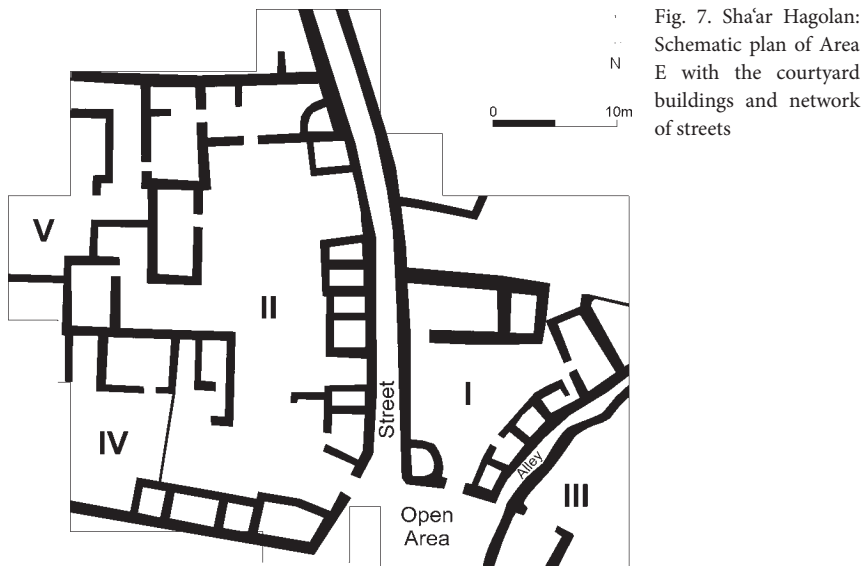 Fig. 7. Sha‘ar Hagolan:
Schematic plan of Area
E with the courtyard
buildings and network
of streets
N
0 10m
V
II
I
Street
IV
Alley
III
Open
Area